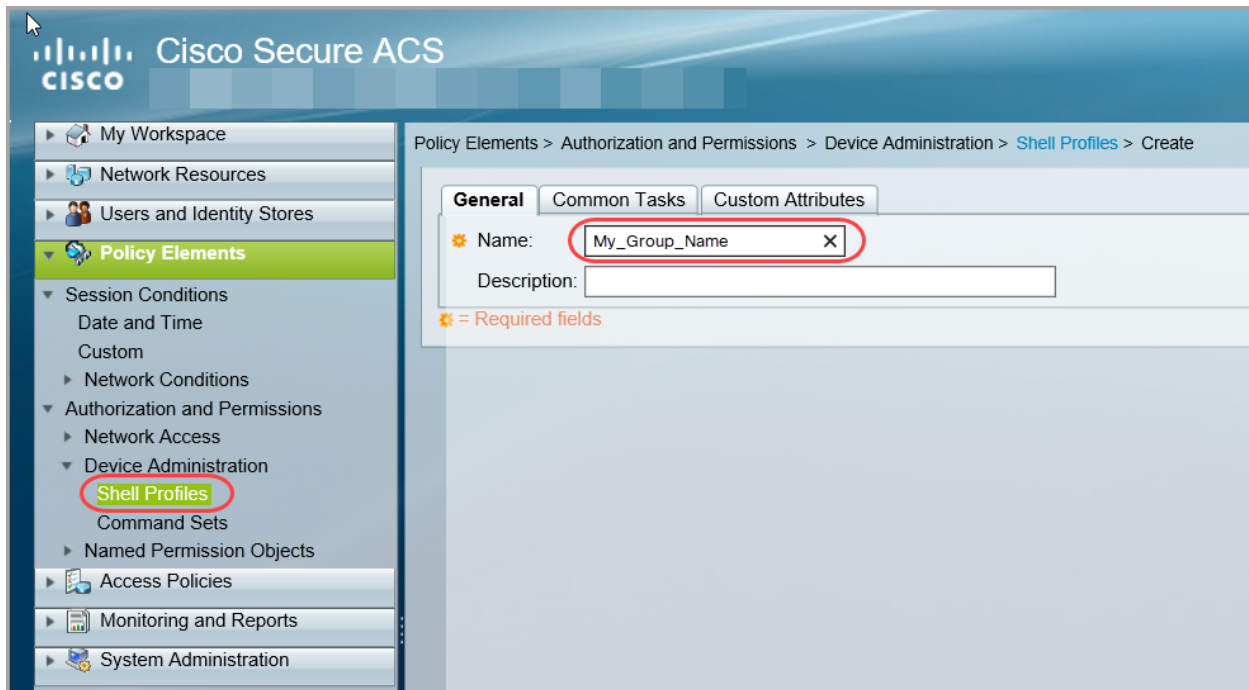 Cisco Secure ACS
CISCO
My Workspace
Network Resources
Users and Identity Stores
Policy Elements
Session Conditions
Date and Time
Custom
Network Conditions
Authorization and Permissions
Network Access
Device Administration
Shell Profiles
Command Sets
Named Permission Objects
Access Policies
Monitoring and Reports
System Administration
Policy Elements > Authorization and Permissions > Device Administration > Shell Profiles > Create
General Common Tasks Custom Attributes
Name: My_Group_Name
Description:
= Required fields